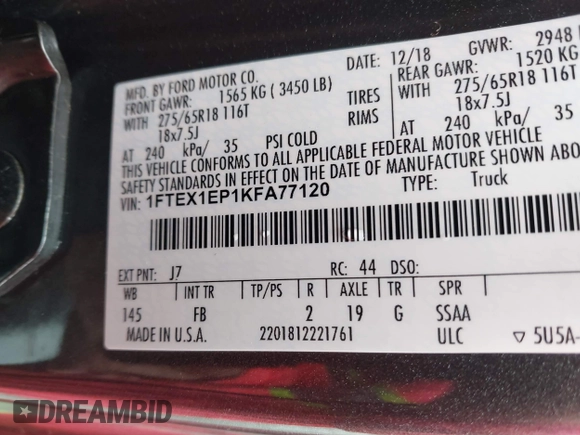 MFD. BY FORD MOTOR CO.
DATE: 12/18 GVWR: 2948
FRONT GAWR: 1565 KG ( 3450 LB)
REAR GAWR: 1520 KG
WITH 275/65R18 116T TIRES WITH 275/65R18 116T
18x7.5J RIMS 18x7.5J
AT 240 kPa/ 35 PSI COLD AT 240 kPa/ 35
THIS VEHICLE CONFORMS TO ALL APPLICABLE FEDERAL MOTOR VEHICLE
SAFETY STANDARDS IN EFFECT ON THE DATE OF MANUFACTURE SHOWN ABO
VIN: 1FTEX1EP1KFA77120 TYPE: Truck
EXT PNT: J7 RC: 44 DSO:
WB INT TR TP/PS R AXLE TR SPR
145 FB 2 19 G SSAA
MADE IN U.S.A. 2201812221761 ULC ▽ 5U5A-
DREAMBID